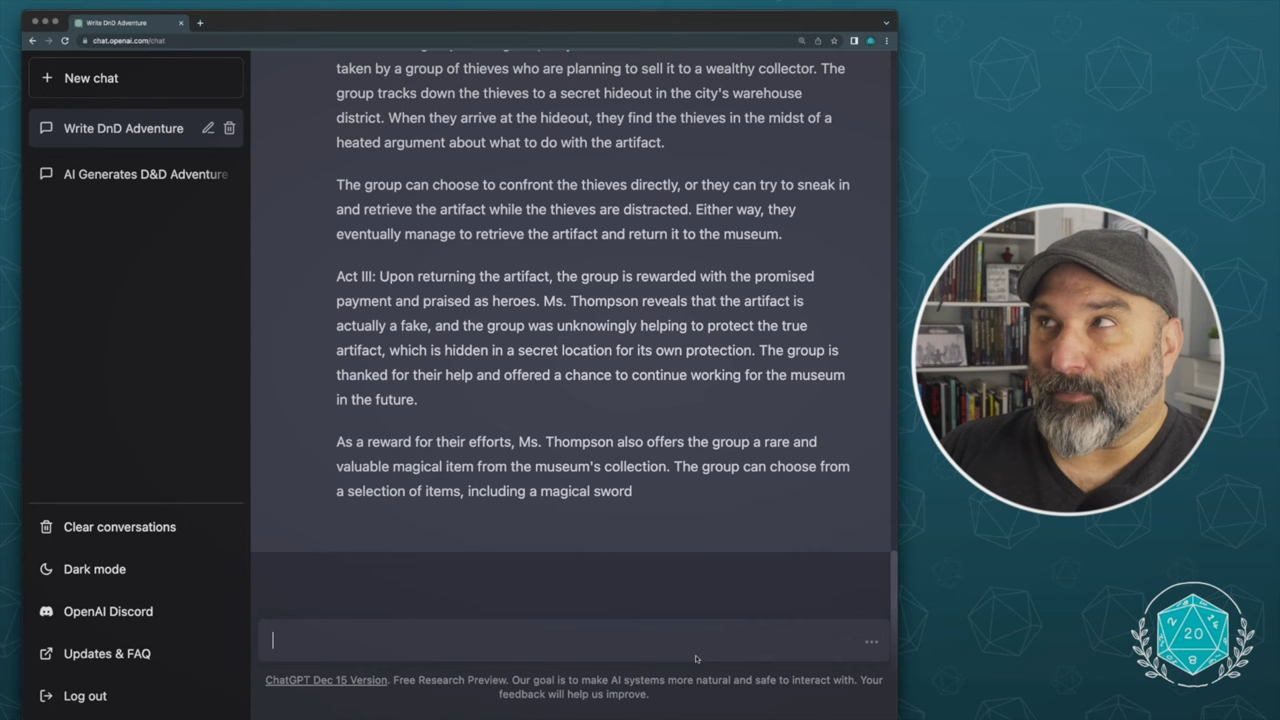 Write DnD Adventure
chat.openai.com/chat
New chat
Write DnD Adventure
AI Generates D&D Adventure
taken by a group of thieves who are planning to sell it to a wealthy collector. The
group tracks down the thieves to a secret hideout in the city's warehouse
district. When they arrive at the hideout, they find the thieves in the midst of a
heated argument about what to do with the artifact.
The group can choose to confront the thieves directly, or they can try to sneak in
and retrieve the artifact while the thieves are distracted. Either way, they
eventually manage to retrieve the artifact and return it to the museum.
Act III: Upon returning the artifact, the group is rewarded with the promised
payment and praised as heroes. Ms. Thompson reveals that the artifact is
actually a fake, and the group was unknowingly helping to protect the true
artifact, which is hidden in a secret location for its own protection. The group is
thanked for their help and offered a chance to continue working for the museum
in the future.
As a reward for their efforts, Ms. Thompson also offers the group a rare and
valuable magical item from the museum's collection. The group can choose from
a selection of items, including a magical sword
Clear conversations
Dark mode
OpenAI Discord
Updates & FAQ
Log out
ChatGPT Dec 15 Version. Free Research Preview. Our goal is to make AI systems more natural and safe to interact with. Your
feedback will help us improve.
2
14
20
8